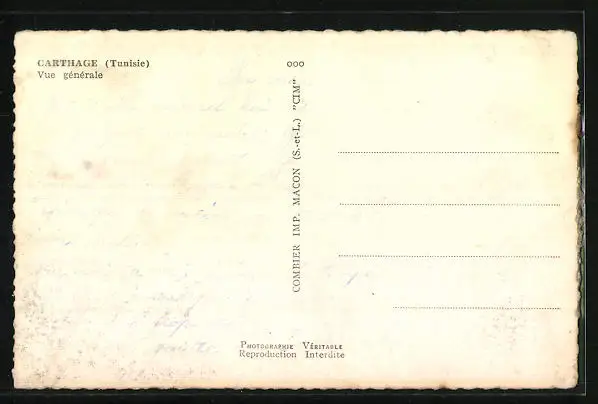 CARTHAGE (Tunisie)
Vue générale
000
COMBIER IMP. MACON (S.-et-L.) "CIM"
PHOTOGRAPHIE VÉRITABLE
Reproduction Interdite